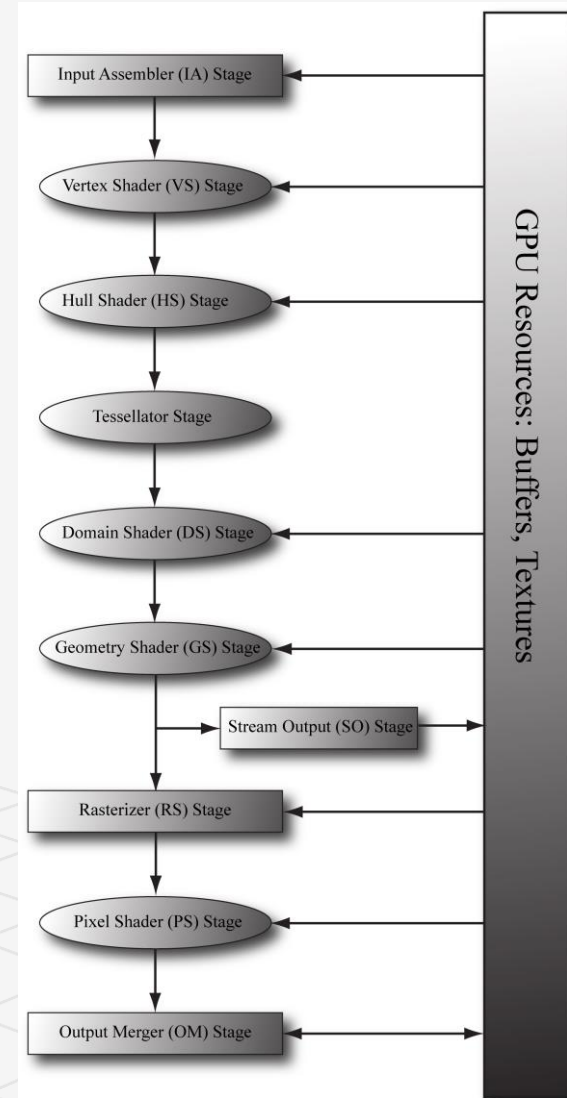 Input Assembler (IA) Stage
Vertex Shader (VS) Stage
Hull Shader (HS) Stage
Tessellator Stage
Domain Shader (DS) Stage
Geometry Shader (GS) Stage
Stream Output (SO) Stage
Rasterizer (RS) Stage
Pixel Shader (PS) Stage
Output Merger (OM) Stage
GPU Resources: Buffers, Textures